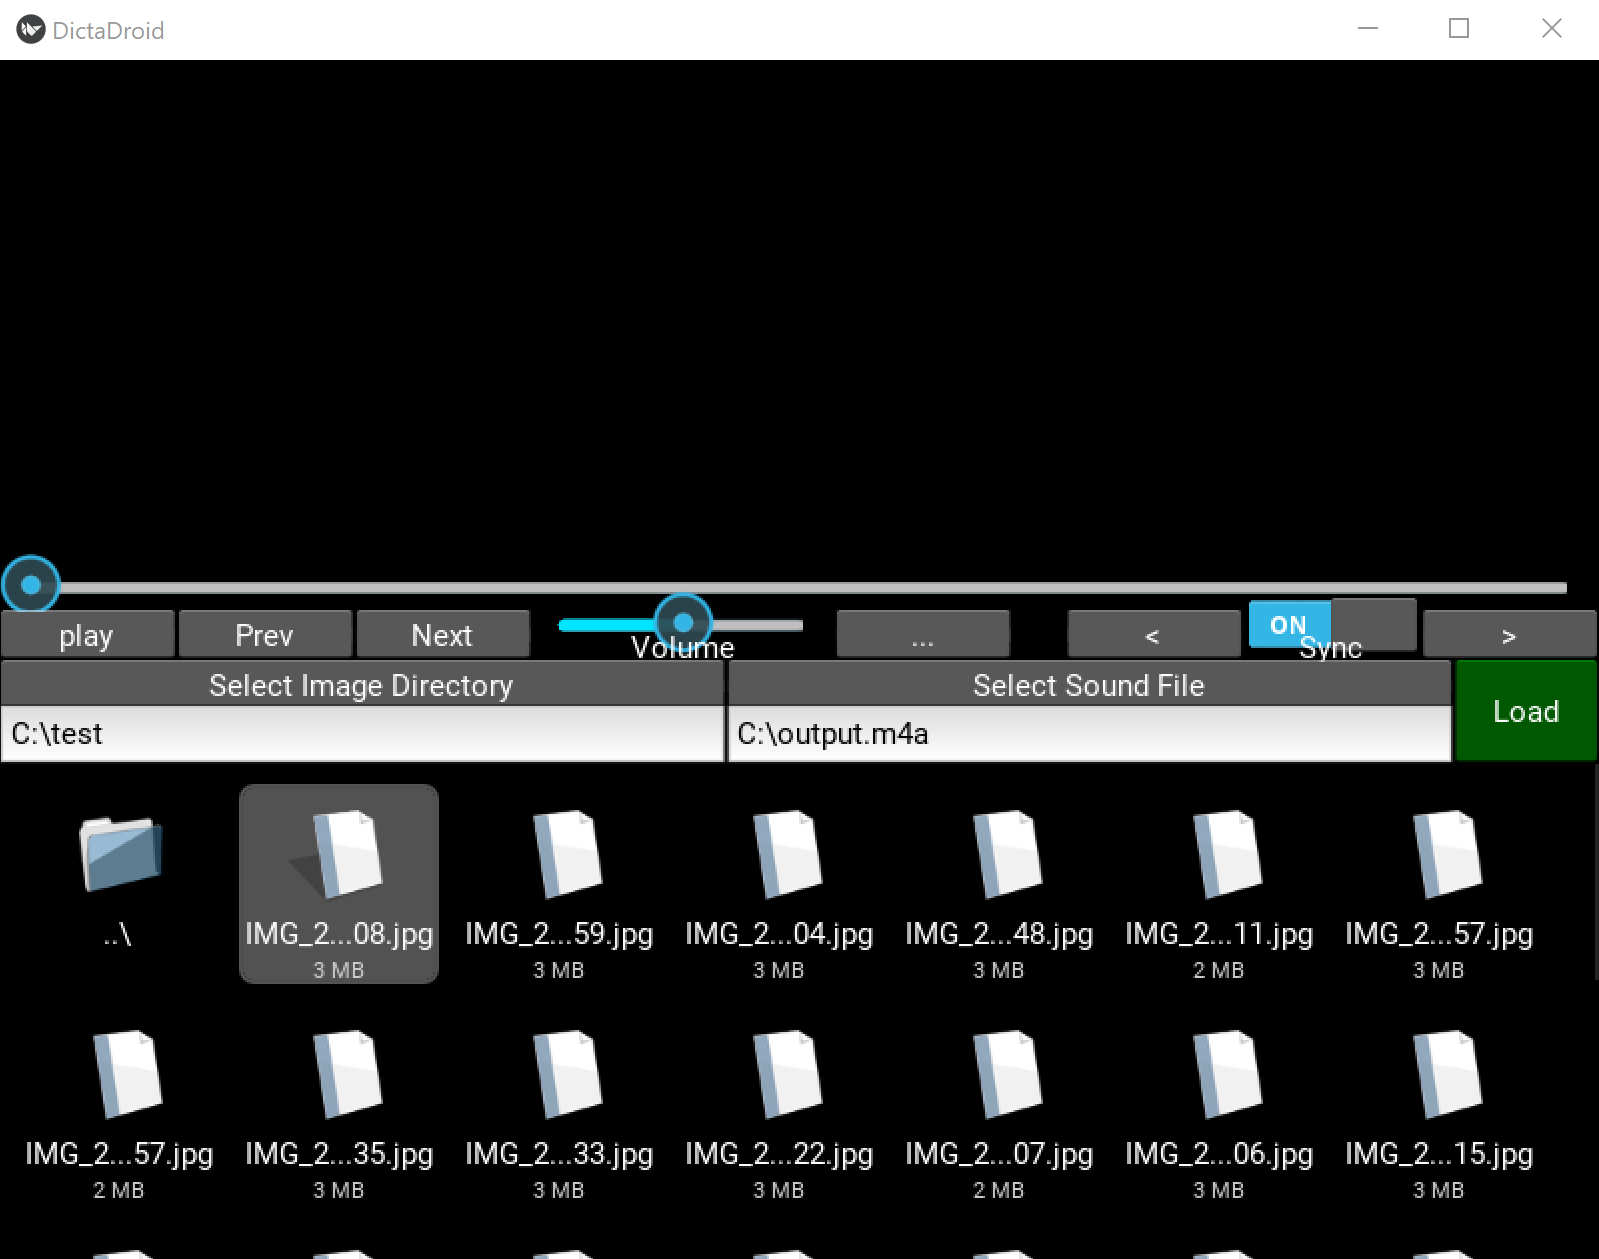 DictaDroid
play Prev Next Volume ... < ON Sync >
Select Image Directory Select Sound File Load
C:\test C:\output.m4a
..\ IMG_2...08.jpg IMG_2...59.jpg IMG_2...04.jpg IMG_2...48.jpg IMG_2...11.jpg IMG_2...57.jpg
3 MB 3 MB 3 MB 3 MB 2 MB 3 MB
IMG_2...57.jpg IMG_2...35.jpg IMG_2...33.jpg IMG_2...22.jpg IMG_2...07.jpg IMG_2...06.jpg IMG_2...15.jpg
2 MB 3 MB 3 MB 3 MB 2 MB 3 MB 3 MB